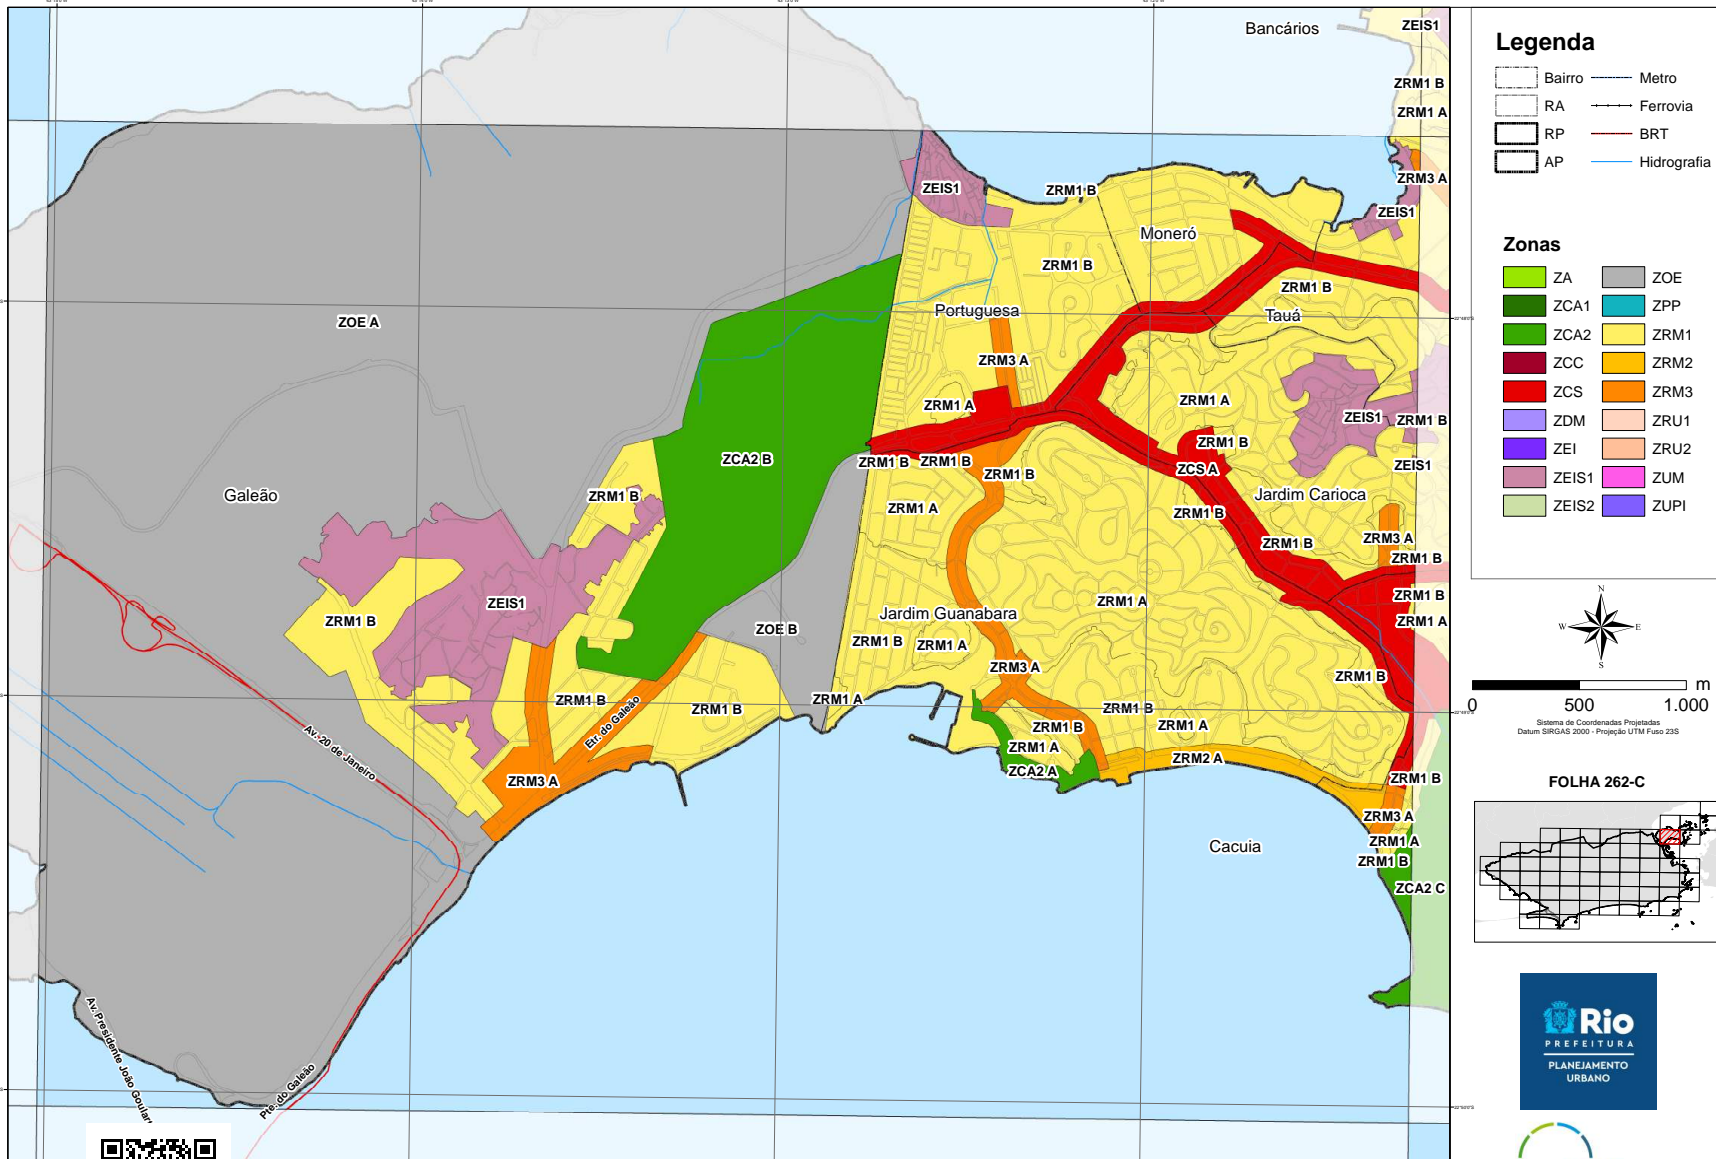 Bancários
ZEIS1
ZRM1 B
ZRM1 A
ZRM3 A
ZEIS1
ZEIS1
ZRM1 B
Moneró
ZRM1 B
ZRM1 B
Portuguesa
Tauá
ZOE A
ZRM3 A
ZRM1 A
ZRM1 A
ZEIS1
ZRM1 B
ZRM1 B
ZCA2 B
ZRM1 B
ZRM1 B
ZRM1 B
ZCS A
ZEIS1
Galeão
ZRM1 B
ZRM1 A
Jardim Carioca
ZRM1 B
ZRM1 B
ZRM3 A
ZRM1 B
ZEIS1
ZRM1 A
ZRM1 B
Jardim Guanabara
ZRM1 B
ZOE B
ZRM1 A
ZRM1 B
ZRM1 A
ZRM3 A
ZRM1 B
ZRM1 B
ZRM1 A
ZRM1 B
ZRM1 B
ZRM1 B
ZRM1 A
Etr. do Galeão
Av. 20 de Janeiro
ZRM1 A
ZCA2 A
ZRM2 A
ZRM3 A
ZRM1 B
ZRM3 A
ZRM1 A
ZRM1 B
Cacuia
ZCA2 C
Av. Presidente João Goulart
Pte. do Galeão
Legenda
Bairro
Metro
RA
Ferrovia
RP
BRT
AP
Hidrografia
Zonas
ZA
ZOE
ZCA1
ZPP
ZCA2
ZRM1
ZCC
ZRM2
ZCS
ZRM3
ZDM
ZRU1
ZEI
ZRU2
ZEIS1
ZUM
ZEIS2
ZUPI
N
W
E
S
m
0
500
1.000
Sistema de Coordenadas Projetadas
Datum SIRGAS 2000 - Projeção UTM Fuso 23S
FOLHA 262-C
Rio
PREFEITURA
PLANEJAMENTO
URBANO